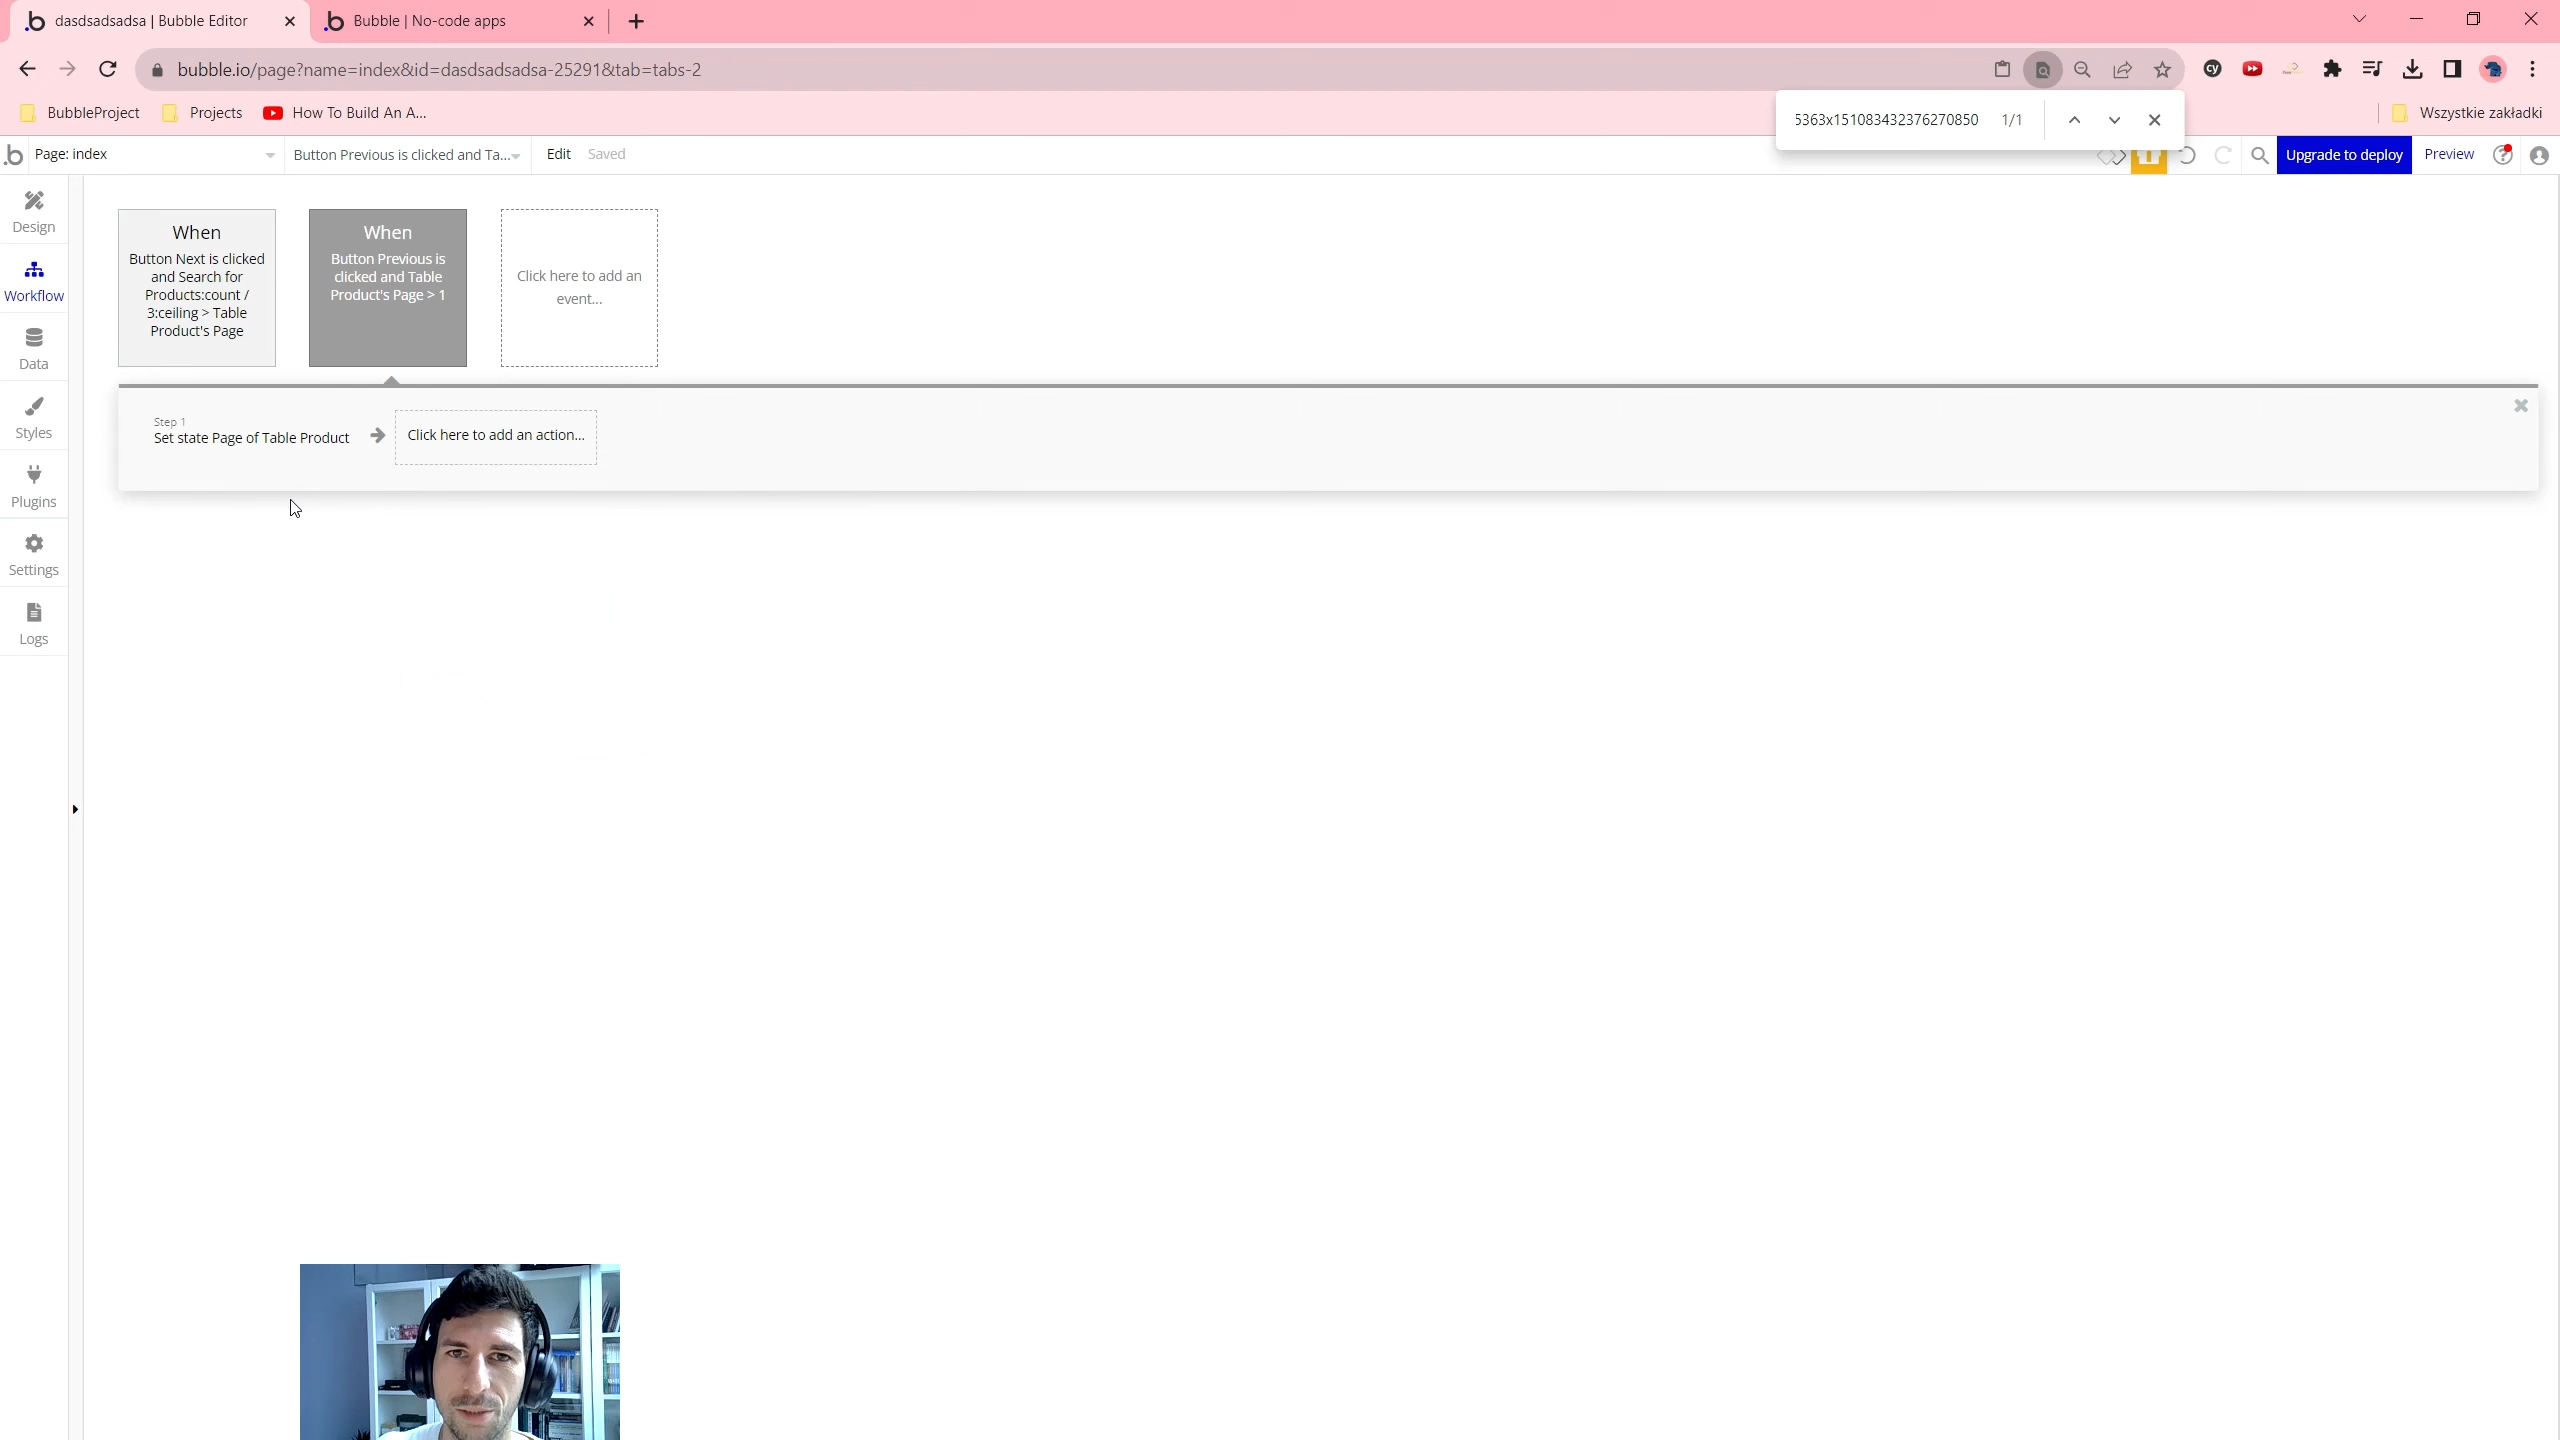 dasdsadsadsa | Bubble Editor
Bubble | No-code apps
bubble.io/page?name=index&id=dasdsadsadsa-25291&tab=tabs-2
BubbleProject
Projects
How To Build An A...
Wszystkie zakładki
5363x151083432376270850
1/1
Page: index
Button Previous is clicked and Ta...
Edit
Saved
Upgrade to deploy
Preview
Design
Workflow
Data
Styles
Plugins
Settings
Logs
When
Button Next is clicked
and Search for
Products:count /
3:ceiling > Table
Product's Page
When
Button Previous is
clicked and Table
Product's Page > 1
Click here to add an
event...
Step 1
Set state Page of Table Product
Click here to add an action...